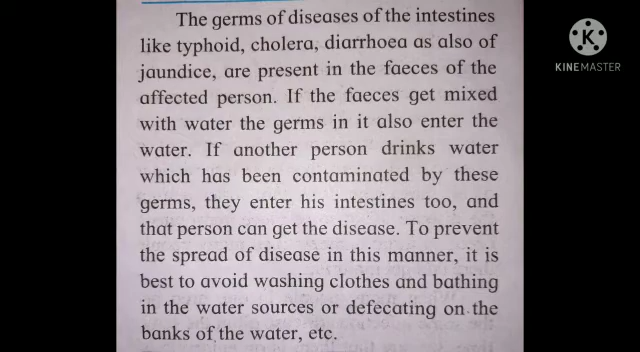 The germs of diseases of the intestines
like typhoid, cholera, diarrhoea as also of
jaundice, are present in the faeces of the
affected person. If the faeces get mixed
with water the germs in it also enter the
water. If another person drinks water
which has been contaminated by these
germs, they enter his intestines too, and
that person can get the disease. To prevent
the spread of disease in this manner, it is
best to avoid washing clothes and bathing
in the water sources or defecating on the
banks of the water, etc.
K
KINEMASTER